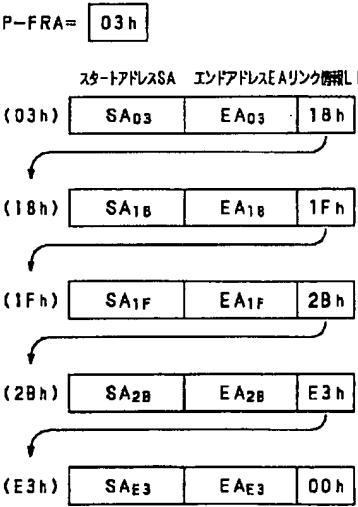 P-FRA= 03h
スタートアドレスSA エンドアドレスEA リンク情報L
(03h) SA03 EA03 18h
(18h) SA18 EA18 1Fh
(1Fh) SA1F EA1F 2Bh
(2Bh) SA2B EA2B E3h
(E3h) SAE3 EAE3 00h